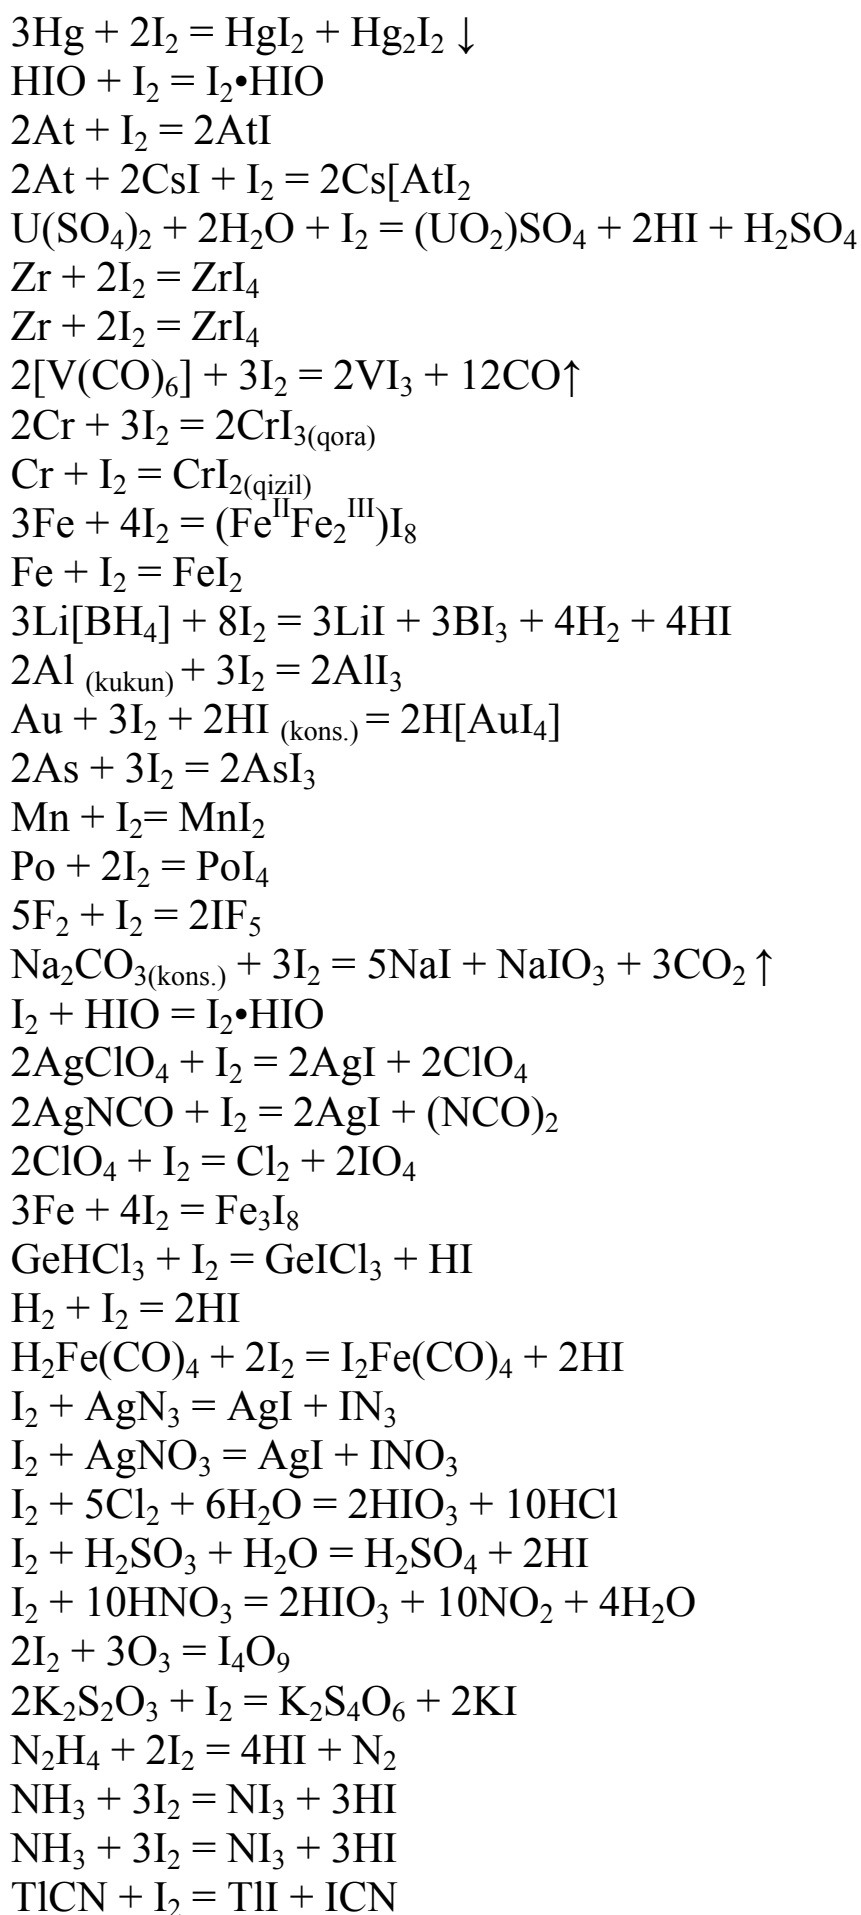 3Hg + 2I₂ = HgI₂ + Hg₂I₂ ↓
HIO + I₂ = I₂•HIO
2At + I₂ = 2AtI
2At + 2CsI + I₂ = 2Cs[AtI₂
U(SO₄)₂ + 2H₂O + I₂ = (UO₂)SO₄ + 2HI + H₂SO₄
Zr + 2I₂ = ZrI₄
Zr + 2I₂ = ZrI₄
2[V(CO)₆] + 3I₂ = 2VI₃ + 12CO↑
2Cr + 3I₂ = 2CrI₃(qora)
Cr + I₂ = CrI₂(qizil)
3Fe + 4I₂ = (FeᴵᴵFe₂ᴵᴵᴵ)I₈
Fe + I₂ = FeI₂
3Li[BH₄] + 8I₂ = 3LiI + 3BI₃ + 4H₂ + 4HI
2Al (kukun) + 3I₂ = 2AlI₃
Au + 3I₂ + 2HI (kons.) = 2H[AuI₄]
2As + 3I₂ = 2AsI₃
Mn + I₂= MnI₂
Po + 2I₂ = PoI₄
5F₂ + I₂ = 2IF₅
Na₂CO₃(kons.) + 3I₂ = 5NaI + NaIO₃ + 3CO₂ ↑
I₂ + HIO = I₂•HIO
2AgClO₄ + I₂ = 2AgI + 2ClO₄
2AgNCO + I₂ = 2AgI + (NCO)₂
2ClO₄ + I₂ = Cl₂ + 2IO₄
3Fe + 4I₂ = Fe₃I₈
GeHCl₃ + I₂ = GeICl₃ + HI
H₂ + I₂ = 2HI
H₂Fe(CO)₄ + 2I₂ = I₂Fe(CO)₄ + 2HI
I₂ + AgN₃ = AgI + IN₃
I₂ + AgNO₃ = AgI + INO₃
I₂ + 5Cl₂ + 6H₂O = 2HIO₃ + 10HCl
I₂ + H₂SO₃ + H₂O = H₂SO₄ + 2HI
I₂ + 10HNO₃ = 2HIO₃ + 10NO₂ + 4H₂O
2I₂ + 3O₃ = I₄O₉
2K₂S₂O₃ + I₂ = K₂S₄O₆ + 2KI
N₂H₄ + 2I₂ = 4HI + N₂
NH₃ + 3I₂ = NI₃ + 3HI
NH₃ + 3I₂ = NI₃ + 3HI
TlCN + I₂ = TlI + ICN